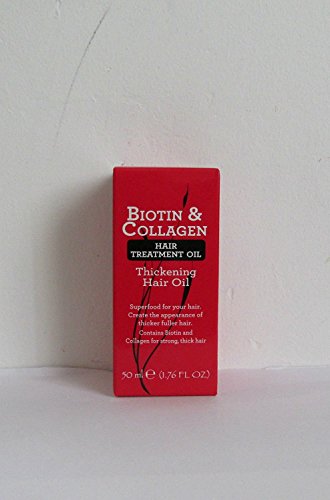 BIOTIN &
COLLAGEN
HAIR
TREATMENT OIL
Thickening
Hair Oil
Superfood for your hair.
Create the appearance of
thicker fuller hair.
Contains Biotin and
Collagen for strong, thick hair
50 ml ℮ (1.76 FL OZ.)